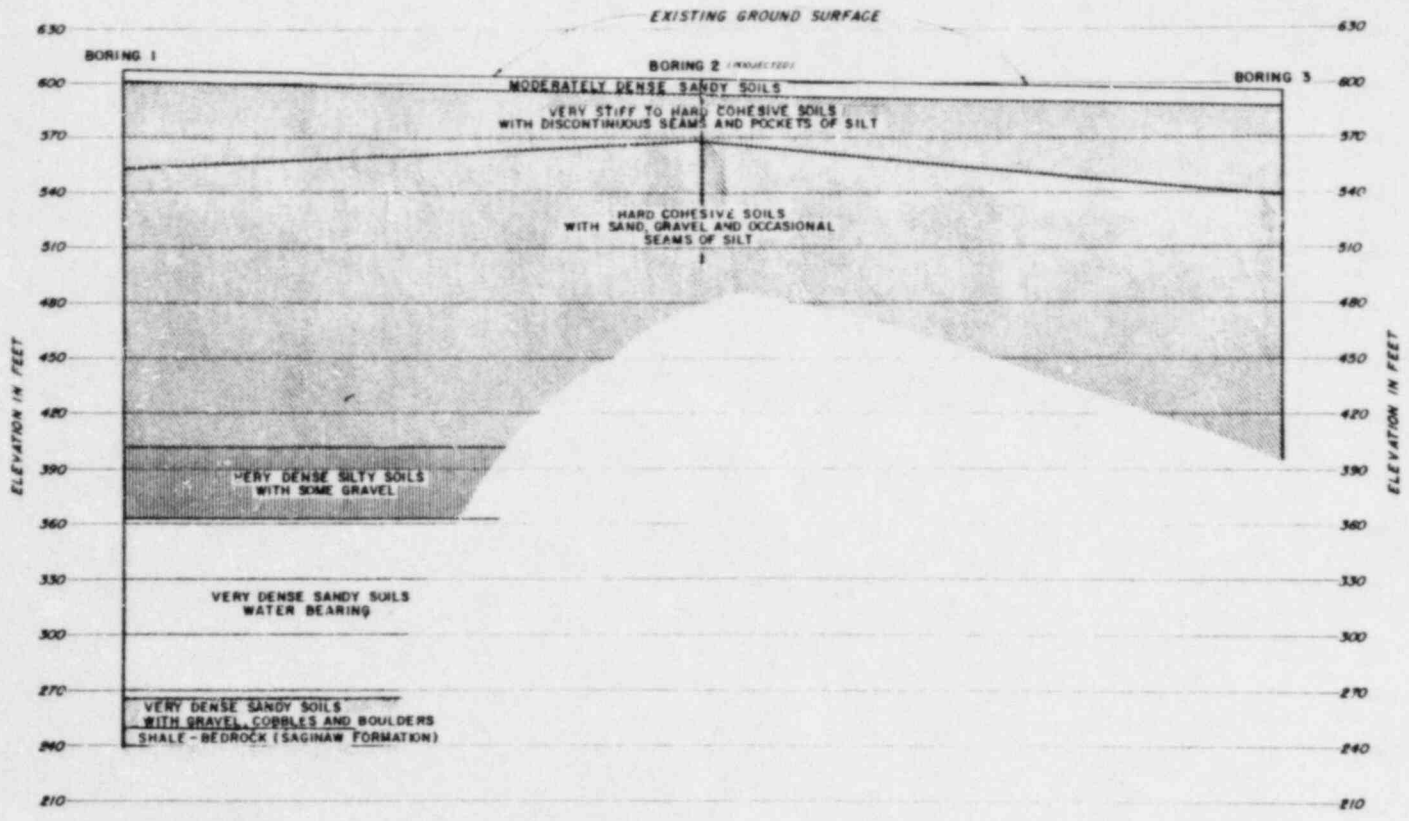 EXISTING GROUND SURFACE
630
630
BORING 1
BORING 2 (PROJECTED)
BORING 3
600
600
MODERATELY DENSE SANDY SOILS
VERY STIFF TO HARD COHESIVE SOILS
WITH DISCONTINUOUS SEAMS AND POCKETS OF SILT
570
570
540
540
HARD COHESIVE SOILS
WITH SAND, GRAVEL AND OCCASIONAL
SEAMS OF SILT
510
510
480
480
ELEVATION IN FEET
ELEVATION IN FEET
450
450
420
420
390
390
VERY DENSE SILTY SOILS
WITH SOME GRAVEL
360
360
330
330
VERY DENSE SANDY SOILS
WATER BEARING
300
300
270
270
VERY DENSE SANDY SOILS
WITH GRAVEL, COBBLES AND BOULDERS
SHALE - BEDROCK (SAGINAW FORMATION)
240
240
210
210